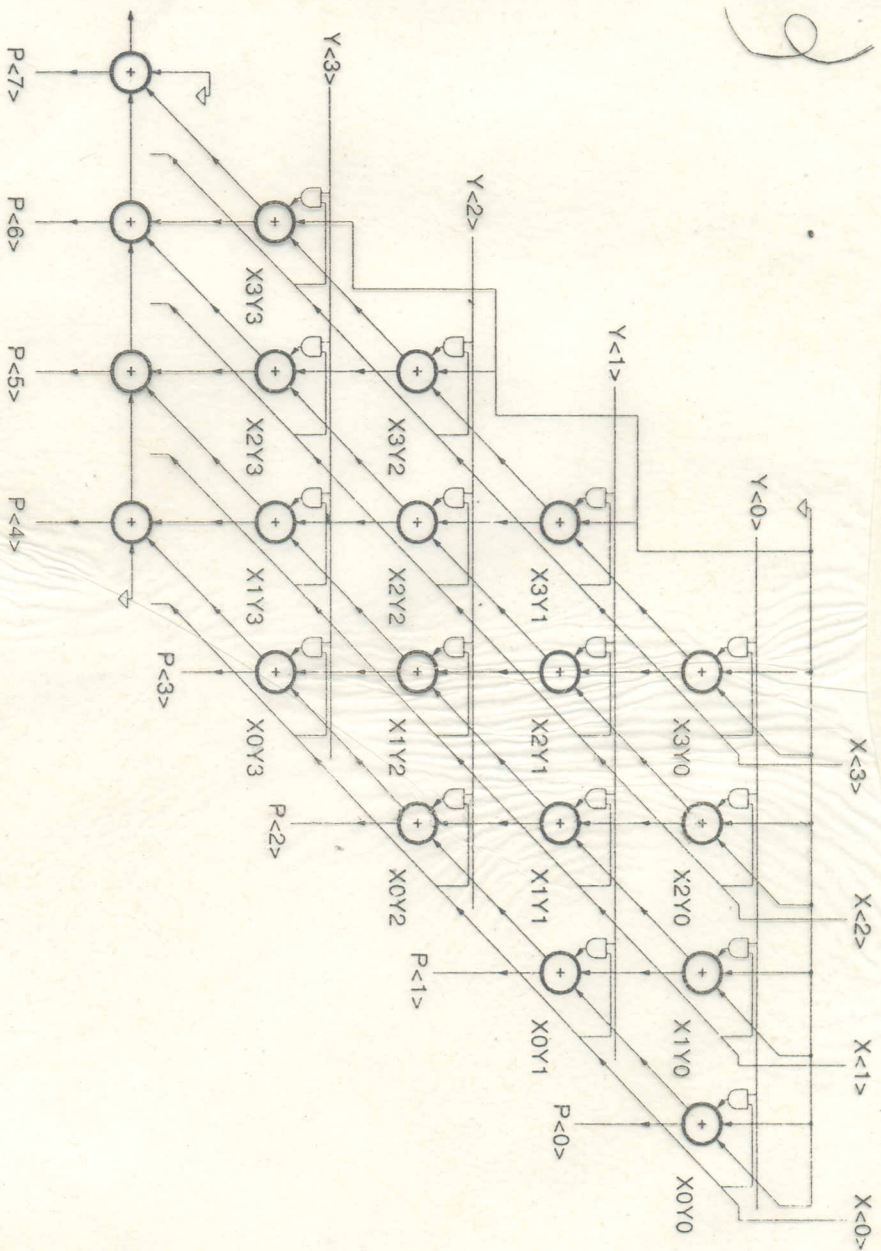 X<3>
X<2>
X<1>
X<0>
Y<0>
X3Y0
X2Y0
X1Y0
X0Y0
Y<1>
X3Y1
X2Y1
X1Y1
X0Y1
P<0>
Y<2>
X3Y2
X2Y2
X1Y2
X0Y2
P<1>
Y<3>
X3Y3
X2Y3
X1Y3
X0Y3
P<2>
P<3>
P<7>
P<6>
P<5>
P<4>